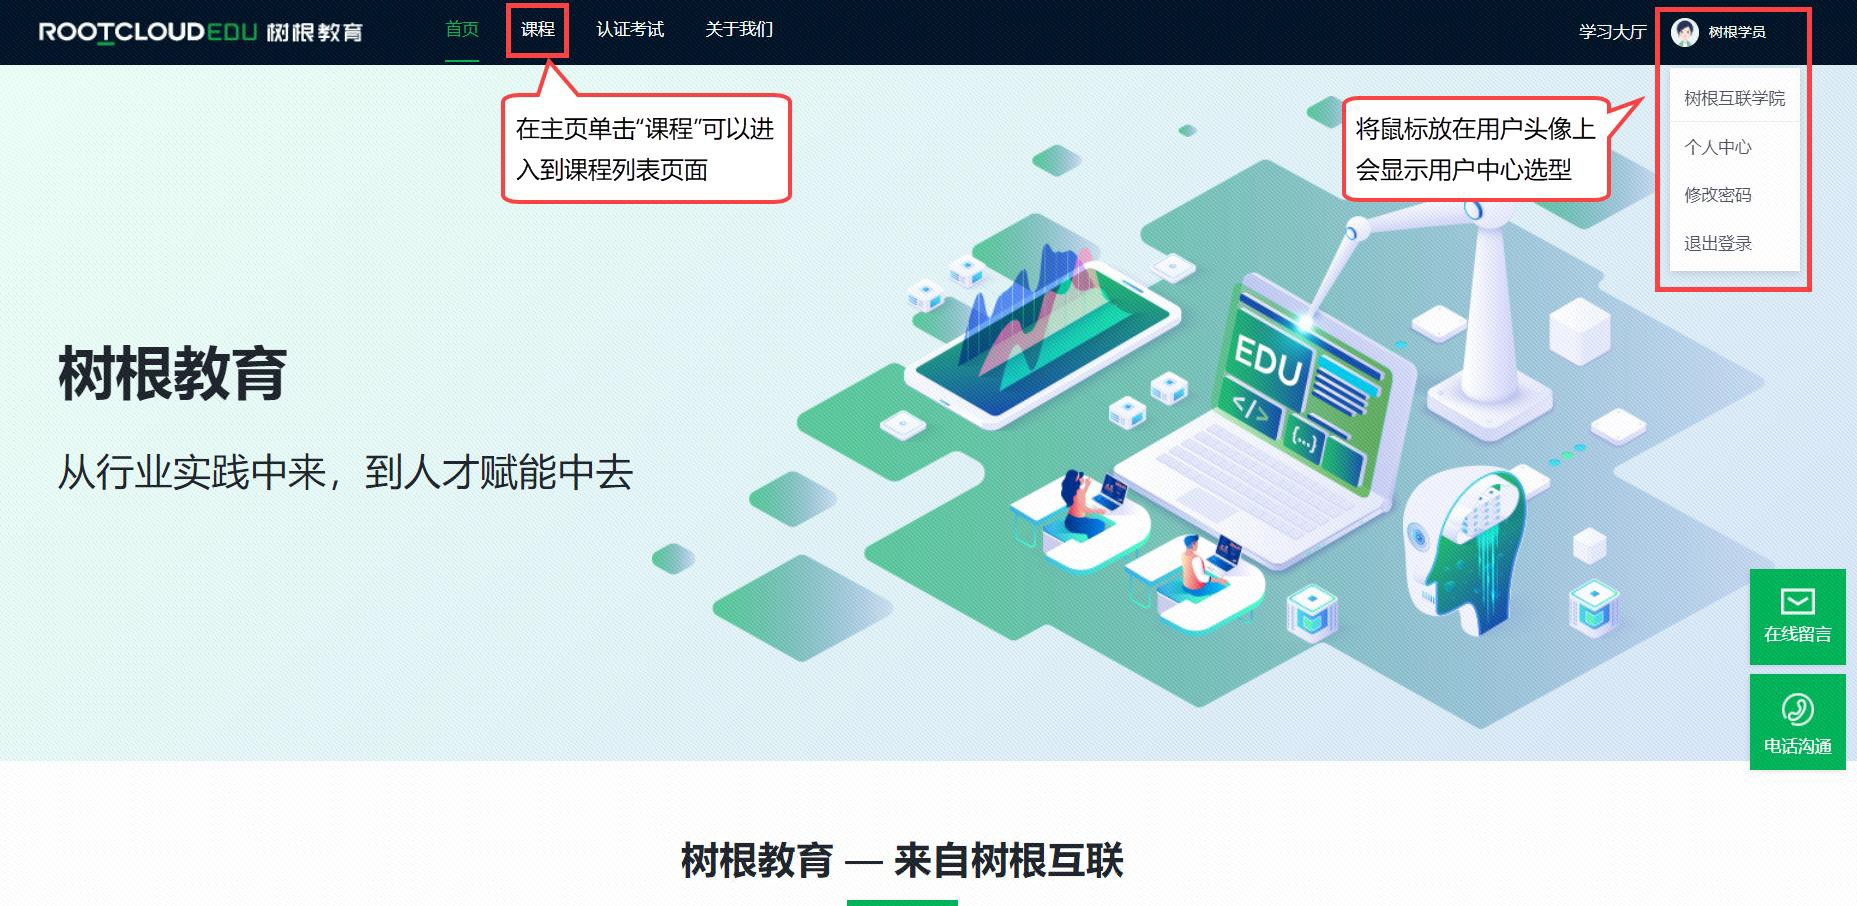 ROOTCLOUDEDU 树根教育
首页
课程
认证考试
关于我们
学习大厅
树根学员
树根互联学院
个人中心
修改密码
退出登录
在主页单击“课程”可以进
入到课程列表页面
将鼠标放在用户头像上
会显示用户中心选型
EDU
</>
{...}
树根教育
从行业实践中来，到人才赋能中去
在线留言
电话沟通
树根教育 — 来自树根互联